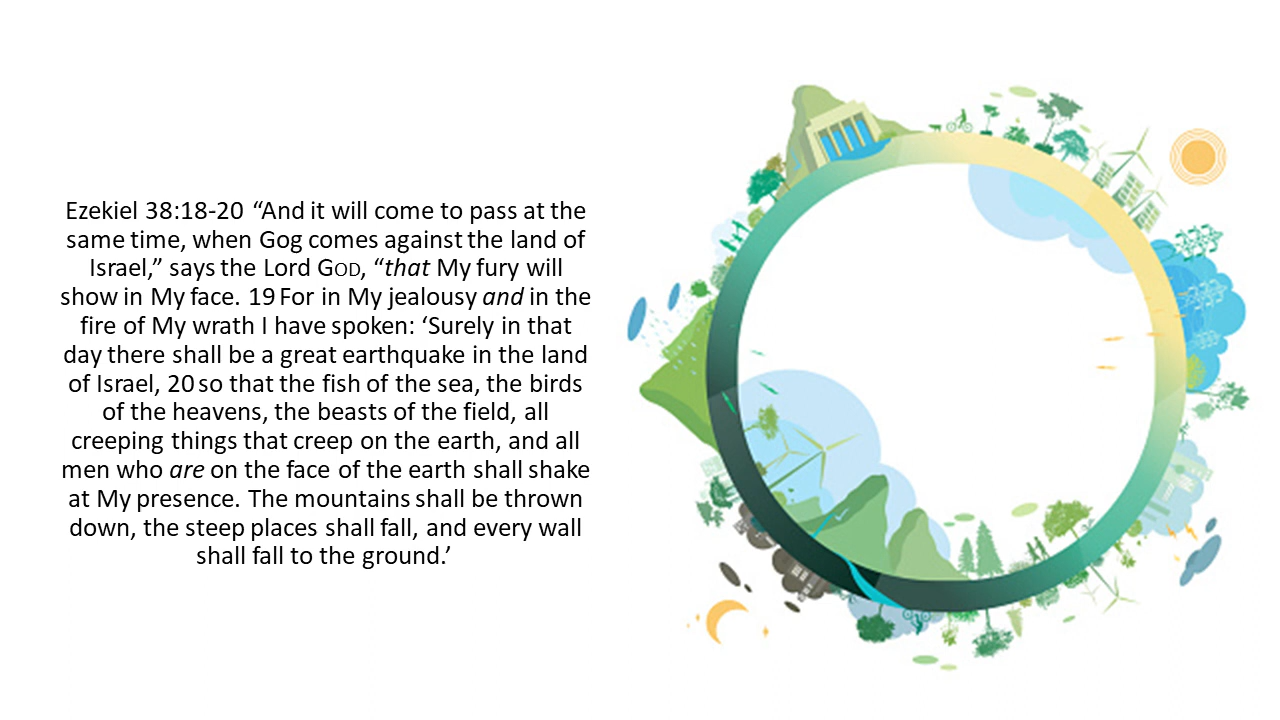 Ezekiel 38:18-20 “And it will come to pass at the
same time, when Gog comes against the land of
Israel,” says the Lord GOD, “that My fury will
show in My face. 19 For in My jealousy and in the
fire of My wrath I have spoken: ‘Surely in that
day there shall be a great earthquake in the land
of Israel, 20 so that the fish of the sea, the birds
of the heavens, the beasts of the field, all
creeping things that creep on the earth, and all
men who are on the face of the earth shall shake
at My presence. The mountains shall be thrown
down, the steep places shall fall, and every wall
shall fall to the ground.’